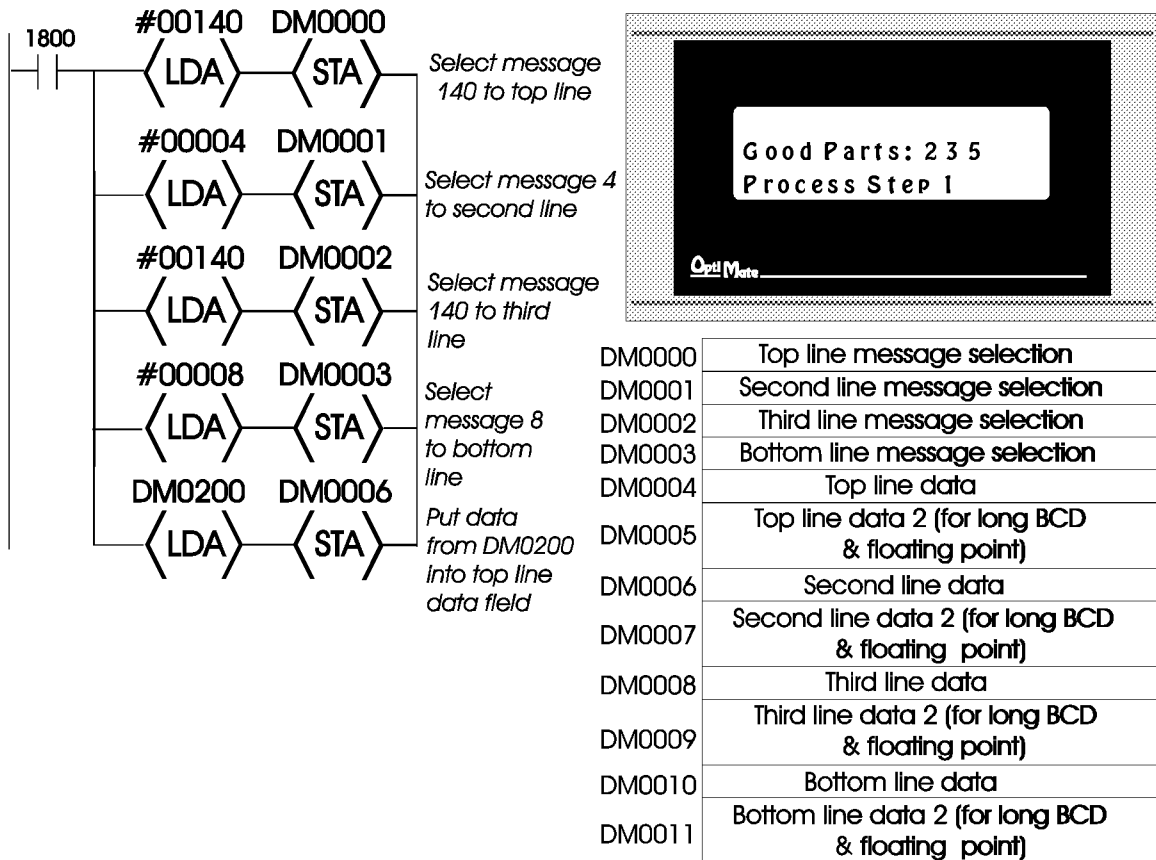 1800
#00140 DM0000
LDA STA
Select message
140 to top line
#00004 DM0001
LDA STA
Select message 4
to second line
#00140 DM0002
LDA STA
Select message
140 to third
line
#00008 DM0003
LDA STA
Select
message 8
to bottom
line
DM0200 DM0006
LDA STA
Put data
from DM0200
into top line
data field
Good Parts: 235
Process Step 1
OptiMate
DM0000 Top line message selection
DM0001 Second line message selection
DM0002 Third line message selection
DM0003 Bottom line message selection
DM0004 Top line data
DM0005 Top line data 2 (for long BCD
& floating point)
DM0006 Second line data
DM0007 Second line data 2 (for long BCD
& floating point)
DM0008 Third line data
DM0009 Third line data 2 (for long BCD
& floating point)
DM0010 Bottom line data
DM0011 Bottom line data 2 (for long BCD
& floating point)